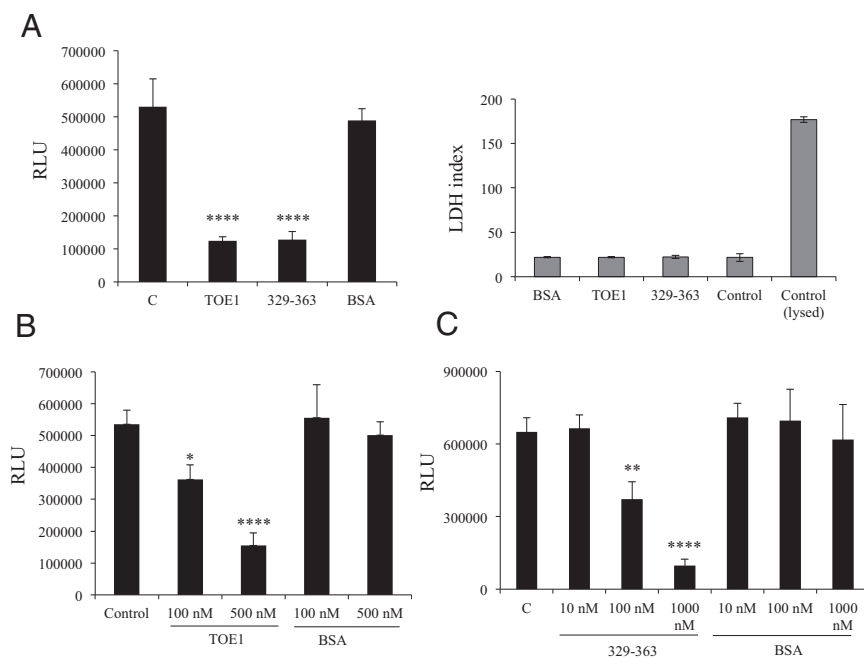 A
700000
600000
500000
400000
300000
200000
100000
0
RLU
**** ****
C TOE1 329-363 BSA
200
150
100
50
0
LDH index
BSA TOE1 329-363 Control Control
(lysed)
B
700000
600000
500000
400000
300000
200000
100000
0
RLU
*
****
Control 100 nM 500 nM 100 nM 500 nM
TOE1 BSA
C
900000
600000
300000
0
RLU
**
****
C 10 nM 100 nM 1000 10 nM 100 nM 1000
nM nM
329-363 BSA